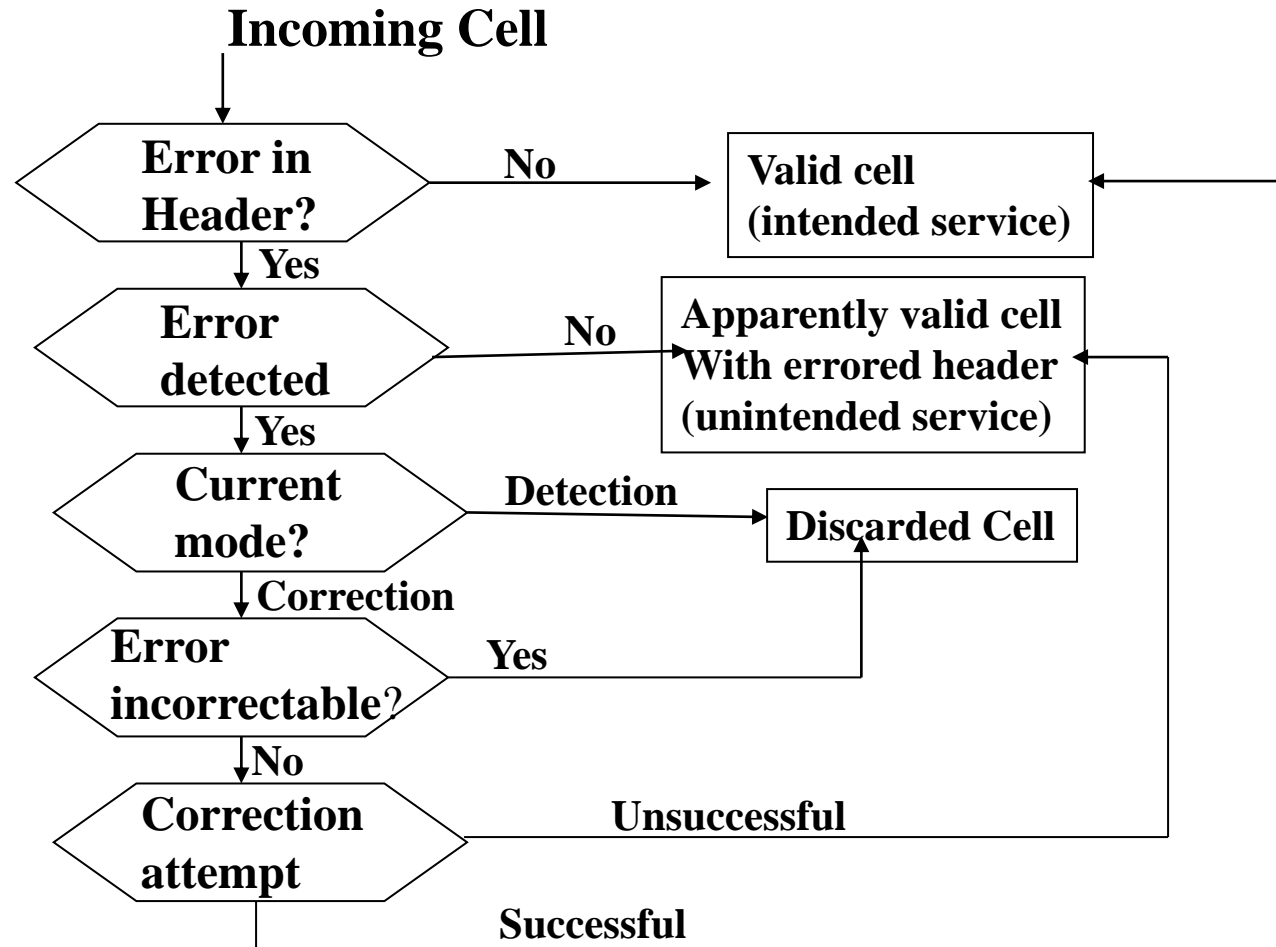 Incoming Cell
Error in
Header?
No
Valid cell
(intended service)
Yes
Error
detected
No
Apparently valid cell
With errored header
(unintended service)
Yes
Current
mode?
Detection
Discarded Cell
Correction
Error
incorrectable?
Yes
No
Correction
attempt
Unsuccessful
Successful